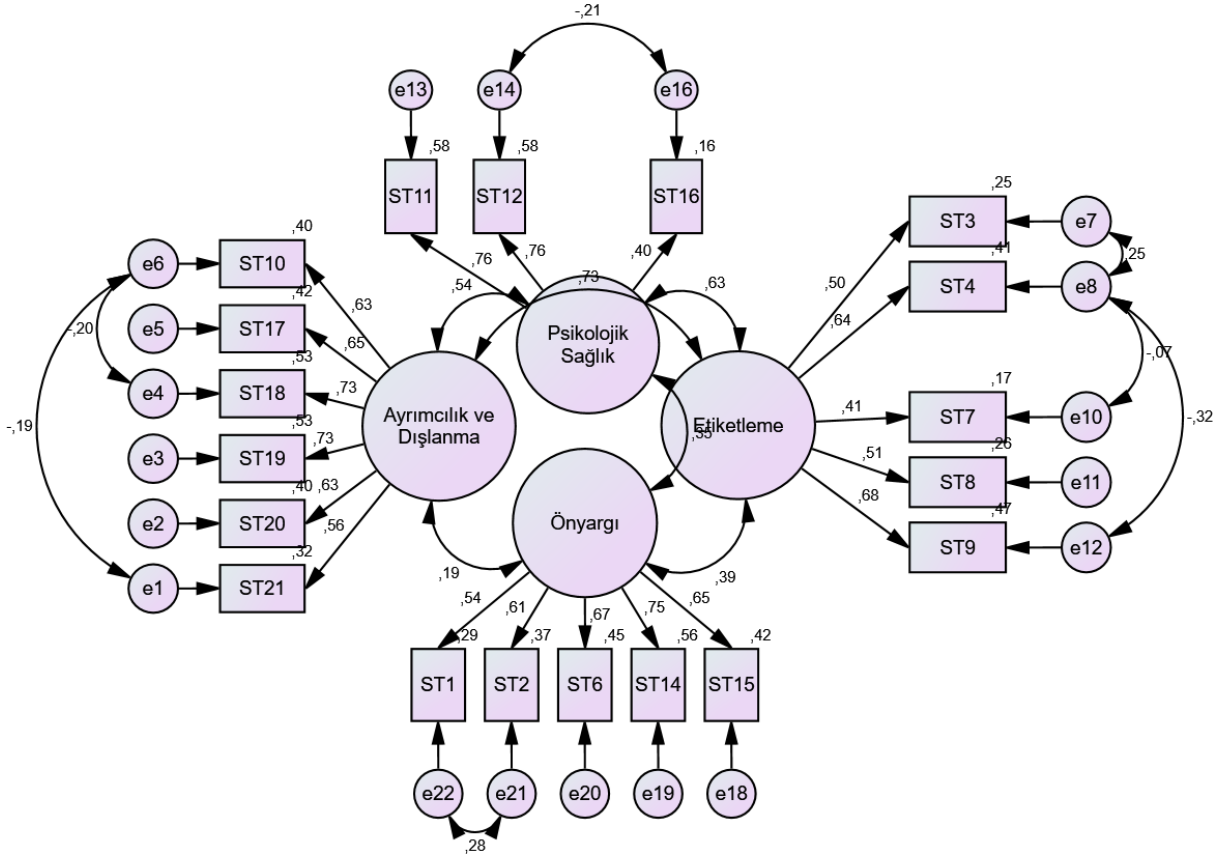 -,21
e13
e14
e16
,58
,58
,16
ST11
ST12
ST16
,25
ST3
e7
,40
,41
,25
e6
ST10
ST4
e8
,76
,76
,40
,73
,54
,63
,50
,64
,63
,42
-,20
e5
ST17
,65
Psikolojik
Sağlık
-,07
,53
e4
ST18
,73
,17
-,19
Ayrımcılık ve
Dışlanma
Etiketleme
,35
,41
ST7
e10
-,32
,53
,73
,26
e3
ST19
,51
ST8
e11
,40
,63
,68
,47
e2
ST20
,56
Önyargı
ST9
e12
,32
e1
ST21
,19
,39
,54
,61
,67
,75
,65
,29
,37
,45
,56
,42
ST1
ST2
ST6
ST14
ST15
e22
e21
e20
e19
e18
,28